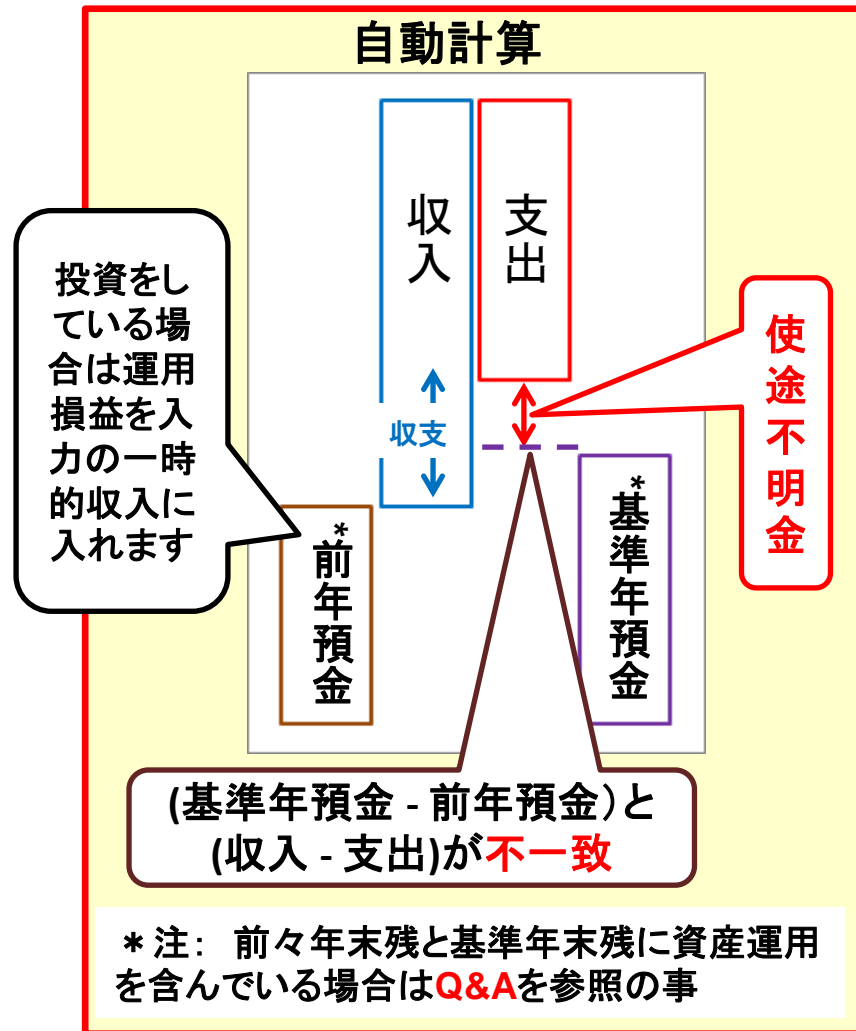 自動計算
収入
支出
投資をし
ている場
合は運用
損益を入
力の一時
的収入に
入れます
収支
使途不明金
*前年預金
*基準年預金
(基準年預金 - 前年預金）と
(収入 - 支出)が不一致
＊注：　前々年末残と基準年末残に資産運用
を含んでいる場合はQ&Aを参照の事